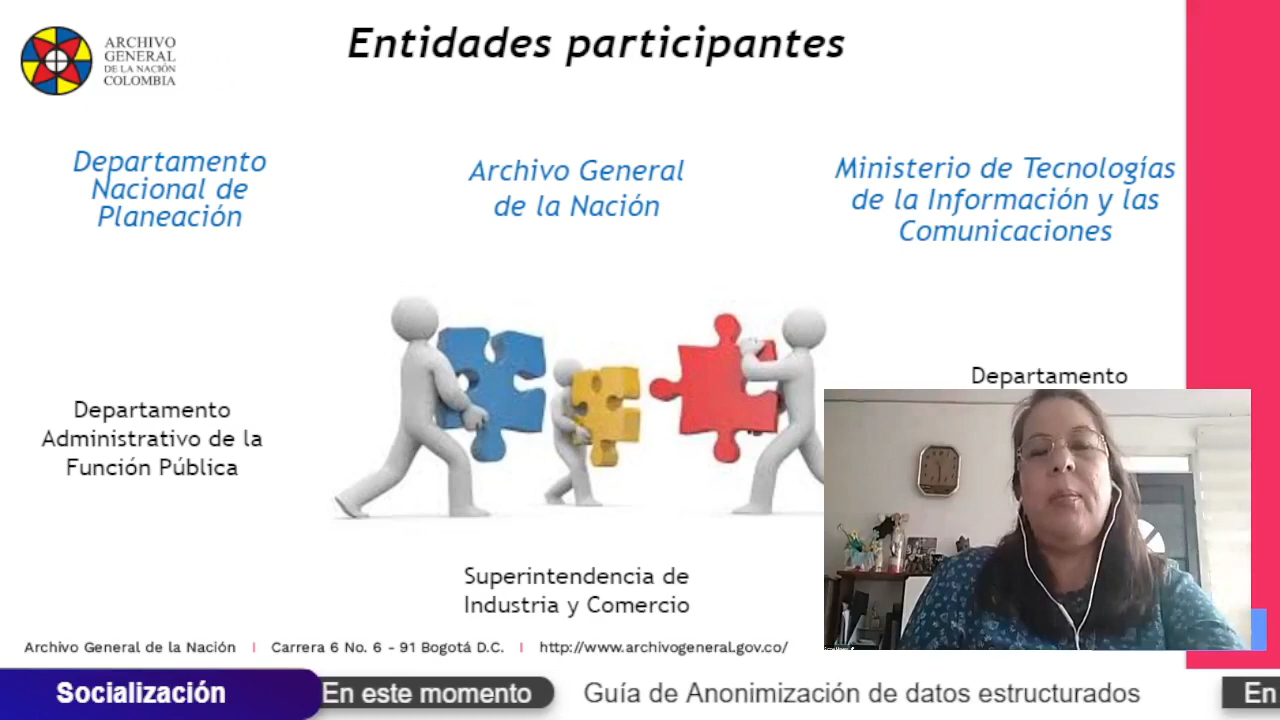 ARCHIVO
GENERAL
DE LA NACIÓN
COLOMBIA
Entidades participantes
Departamento
Nacional de
Planeación
Archivo General
de la Nación
Ministerio de Tecnologías
de la Información y las
Comunicaciones
Departamento
Administrativo de la
Función Pública
Departamento
Superintendencia de
Industria y Comercio
Archivo General de la Nación | Carrera 6 No. 6 - 91 Bogotá D.C. | http://www.archivogeneral.gov.co/
Socialización
En este momento
Guía de Anonimización de datos estructurados
En